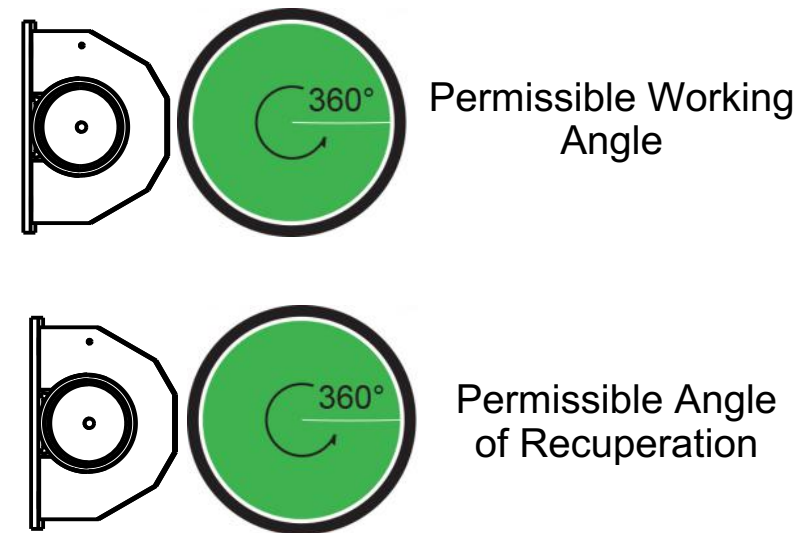 360°
Permissible Working
Angle
360°
Permissible Angle
of Recuperation